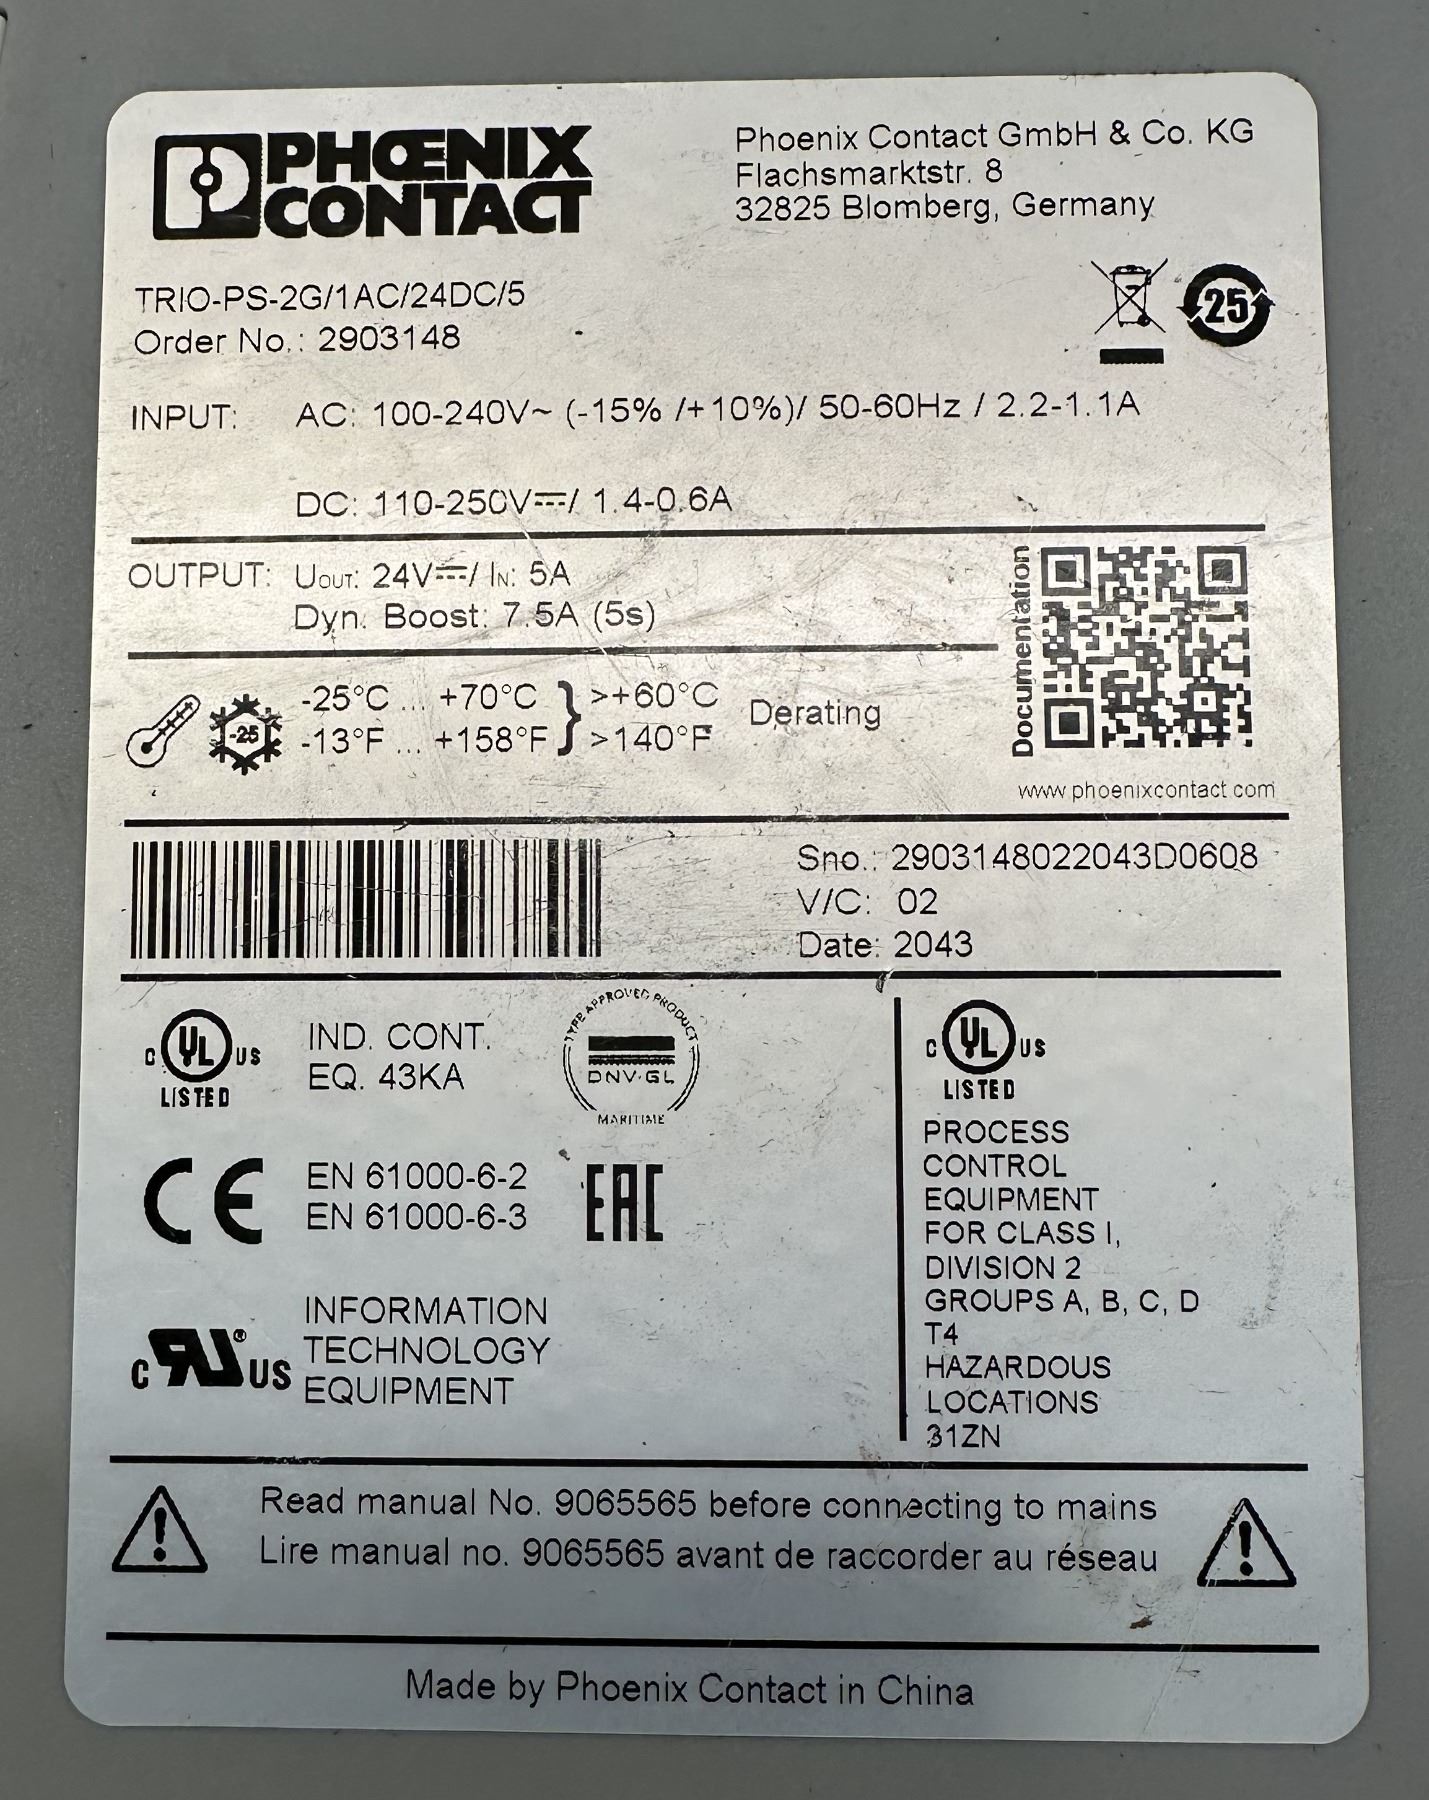 PHŒNIX
CONTACT
Phoenix Contact GmbH & Co. KG
Flachsmarktstr. 8
32825 Blomberg, Germany
TRIO-PS-2G/1AC/24DC/5
Order No.: 2903148
25
INPUT: AC: 100-240V~ (-15% /+10%)/ 50-60Hz / 2.2-1.1A
DC: 110-250V⎓/ 1.4-0.6A
OUTPUT: UOUT: 24V⎓/ IN: 5A
Dyn. Boost: 7.5A (5s)
Documentation
-25
-25°C ... +70°C } >+60°C Derating
-13°F ... +158°F >140°F
www.phoenixcontact.com
Sno.: 2903148022043D0608
V/C: 02
Date: 2043
C UL US
LISTED
IND. CONT.
EQ. 43KA
TYPE APPROVED PRODUCT
DNV·GL
MARITIME
CE
EN 61000-6-2
EN 61000-6-3
EAC
C RU® US
INFORMATION
TECHNOLOGY
EQUIPMENT
C UL US
LISTED
PROCESS
CONTROL
EQUIPMENT
FOR CLASS I,
DIVISION 2
GROUPS A, B, C, D
T4
HAZARDOUS
LOCATIONS
31ZN
Read manual No. 9065565 before connecting to mains
Lire manual no. 9065565 avant de raccorder au réseau
Made by Phoenix Contact in China